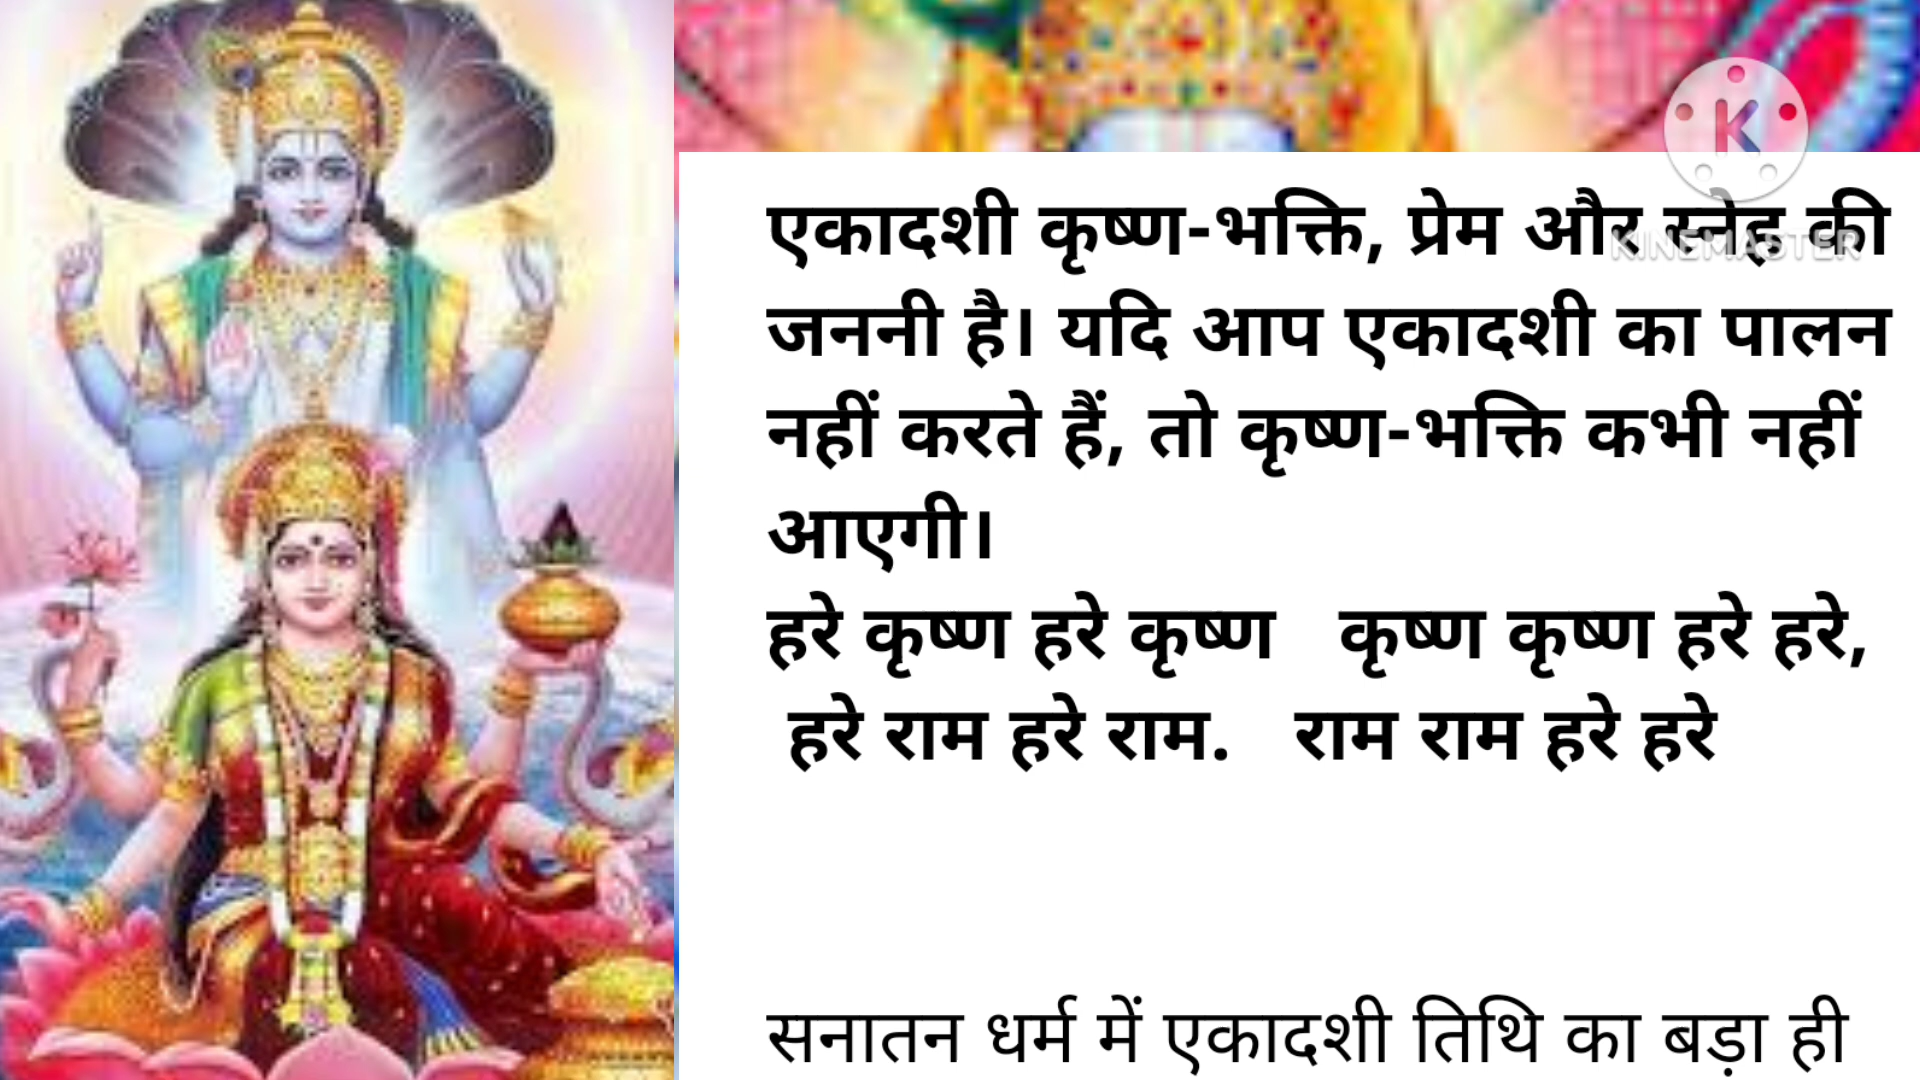 K
KINEMASTER
एकादशी कृष्ण-भक्ति, प्रेम और स्नेह की
जननी है। यदि आप एकादशी का पालन
नहीं करते हैं, तो कृष्ण-भक्ति कभी नहीं
आएगी।
हरे कृष्ण हरे कृष्ण कृष्ण कृष्ण हरे हरे,
हरे राम हरे राम. राम राम हरे हरे
सनातन धर्म में एकादशी तिथि का बड़ा ही